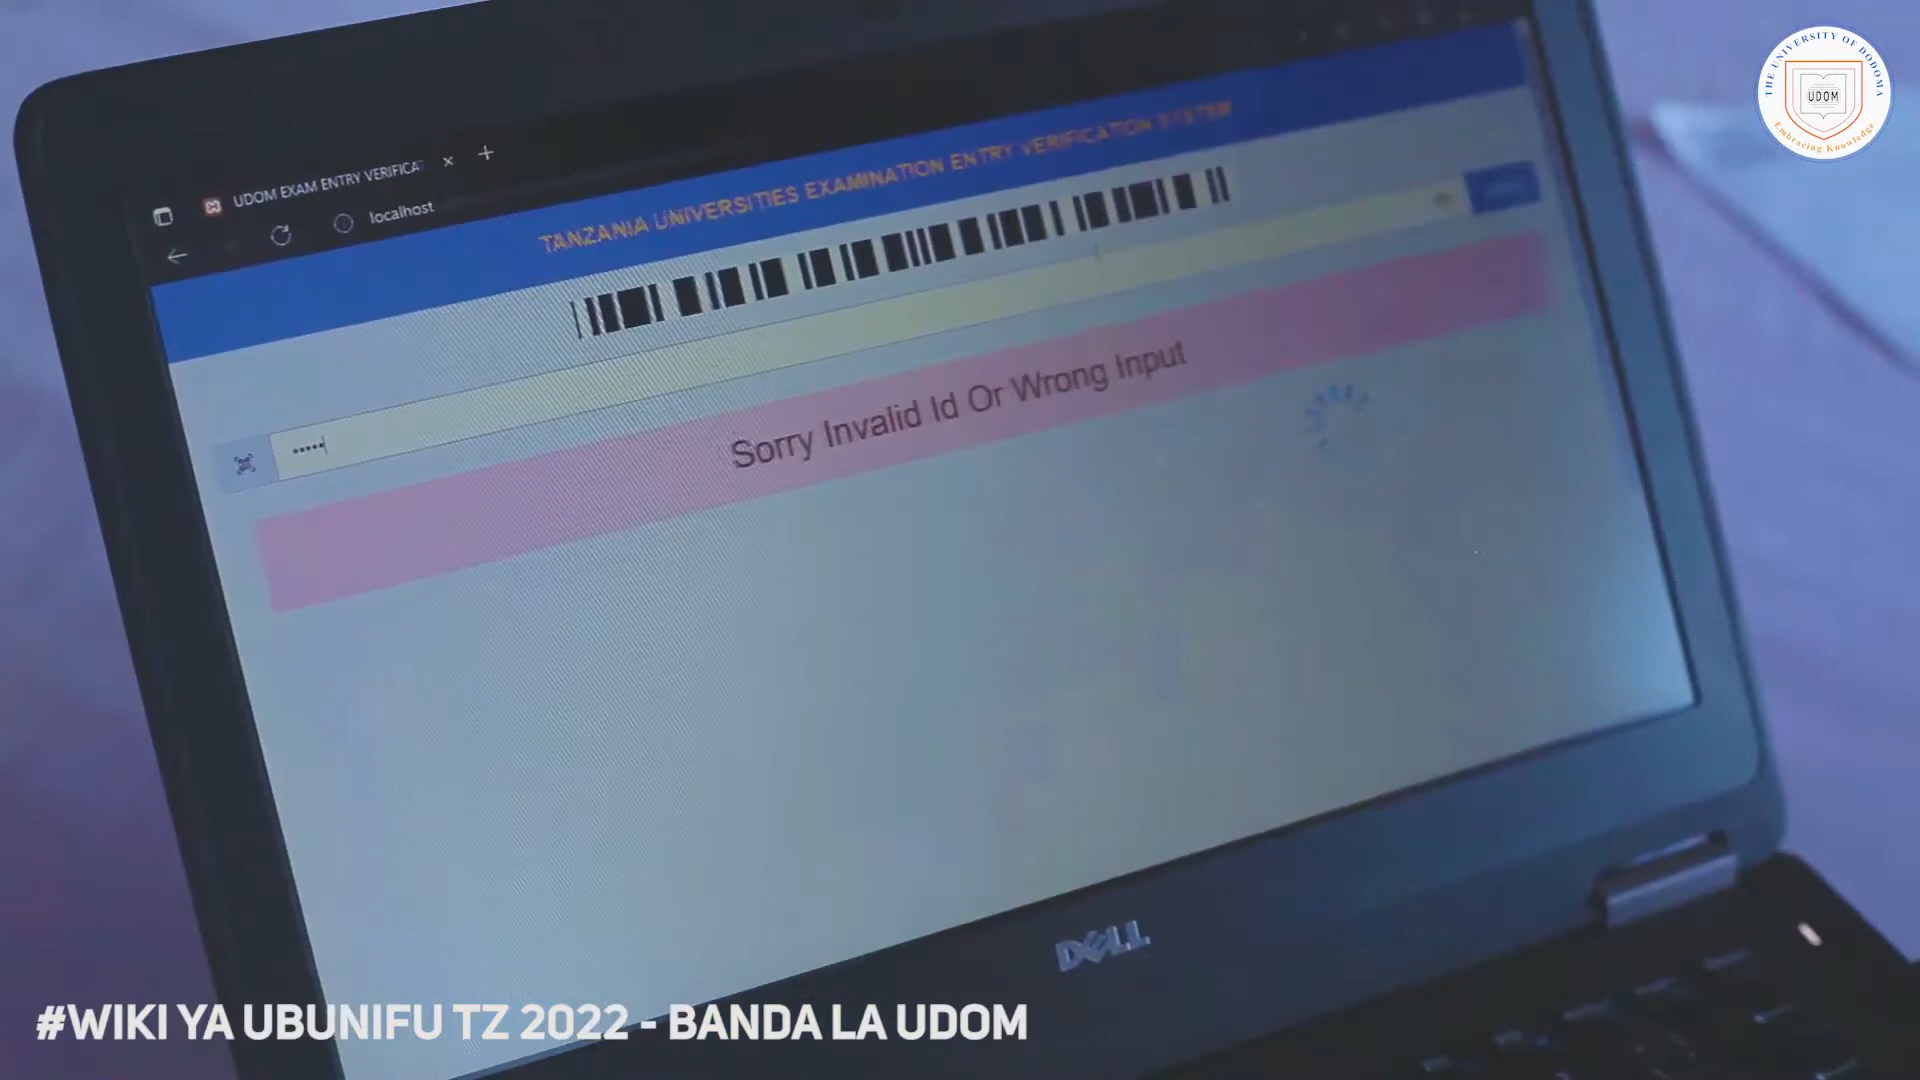 THE UNIVERSITY OF DODOMA
UDOM
Embracing Knowledge
UDOM EXAM ENTRY VERIFICAT
localhost
TANZANIA UNIVERSITIES EXAMINATION ENTRY VERIFICATION SYSTEM
•••••
Sorry Invalid Id Or Wrong Input
DELL
#WIKI YA UBUNIFU TZ 2022 - BANDA LA UDOM